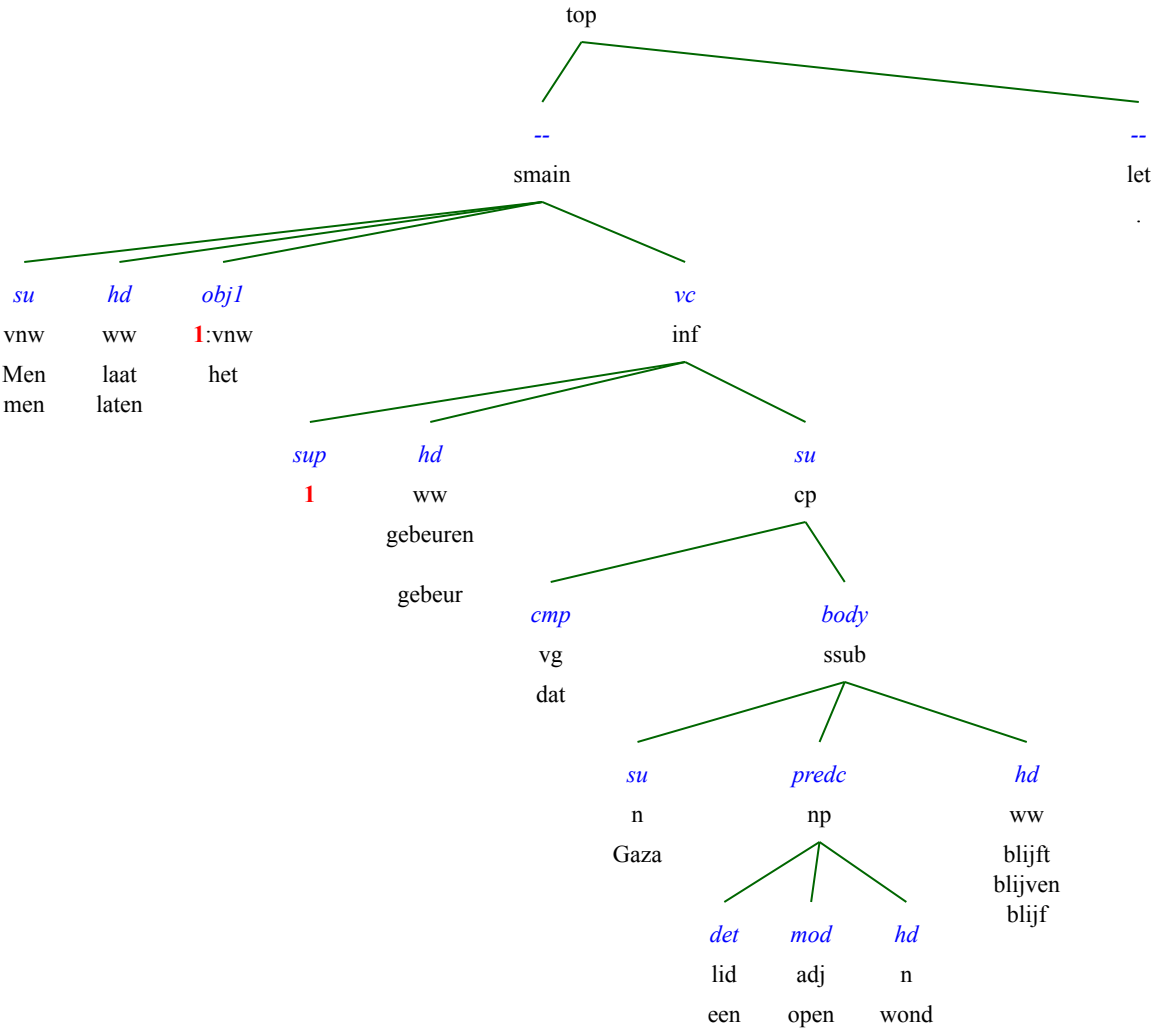 top
-- --
smain let
.
su hd obj1 vc
vnw ww 1:vnw inf
Men laat het
men laten
sup hd su
1 ww cp
gebeuren
gebeur
cmp body
vg ssub
dat
su predc hd
n np ww
Gaza blijft
blijven
blijf
det mod hd
lid adj n
een open wond